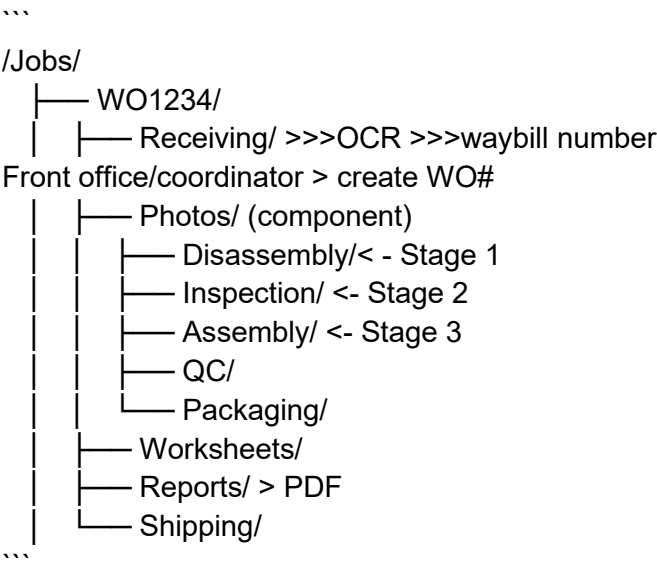 ```
/Jobs/
├── WO1234/
│ ├── Receiving/ >>>OCR >>>waybill number
Front office/coordinator > create WO#
│ ├── Photos/ (component)
│ │ ├── Disassembly/< - Stage 1
│ │ ├── Inspection/ <- Stage 2
│ │ ├── Assembly/ <- Stage 3
│ │ ├── QC/
│ │ └── Packaging/
│ ├── Worksheets/
│ ├── Reports/ > PDF
│ └── Shipping/
```